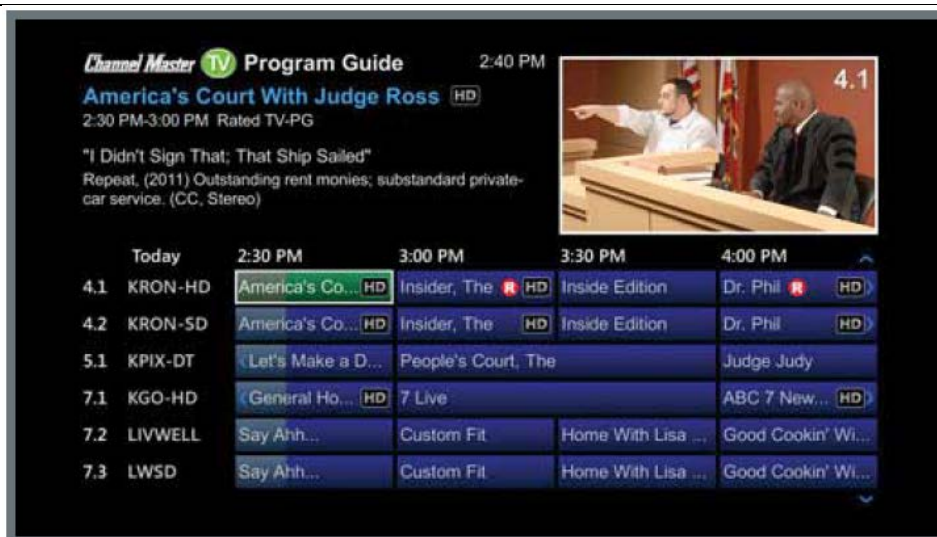 Channel Master TV Program Guide 2:40 PM
4.1
America's Court With Judge Ross HD
2:30 PM-3:00 PM Rated TV-PG
"I Didn't Sign That; That Ship Sailed"
Repeat, (2011) Outstanding rent monies; substandard private-
car service. (CC, Stereo)
Today 2:30 PM 3:00 PM 3:30 PM 4:00 PM
4.1 KRON-HD America's Co... HD Insider, The R HD Inside Edition Dr. Phil R HD
4.2 KRON-SD America's Co... HD Insider, The HD Inside Edition Dr. Phil HD
5.1 KPIX-DT Let's Make a D... People's Court, The Judge Judy
7.1 KGO-HD General Ho... HD 7 Live ABC 7 New... HD
7.2 LIVWELL Say Ahh... Custom Fit Home With Lisa ... Good Cookin' Wi...
7.3 LWSD Say Ahh... Custom Fit Home With Lisa ... Good Cookin' Wi...